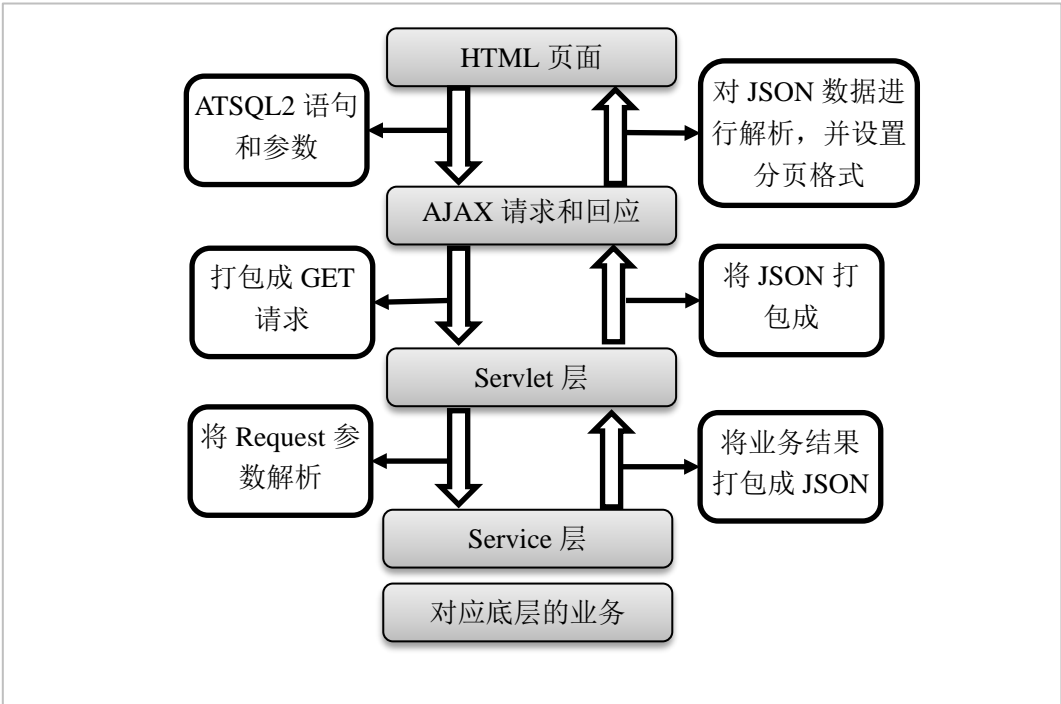 HTML 页面
ATSQL2 语句
和参数
对 JSON 数据进
行解析，并设置
分页格式
AJAX 请求和回应
打包成 GET
请求
将 JSON 打
包成
Servlet 层
将 Request 参
数解析
将业务结果
打包成 JSON
Service 层
对应底层的业务